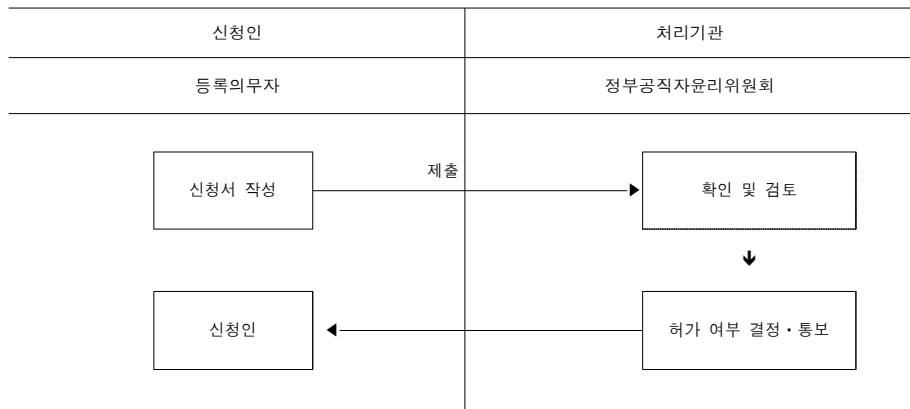 신청인
처리기관
등록의무자
정부공직자윤리위원회
제출
신청서 작성
확인 및 검토
신청인
허가 여부 결정·통보